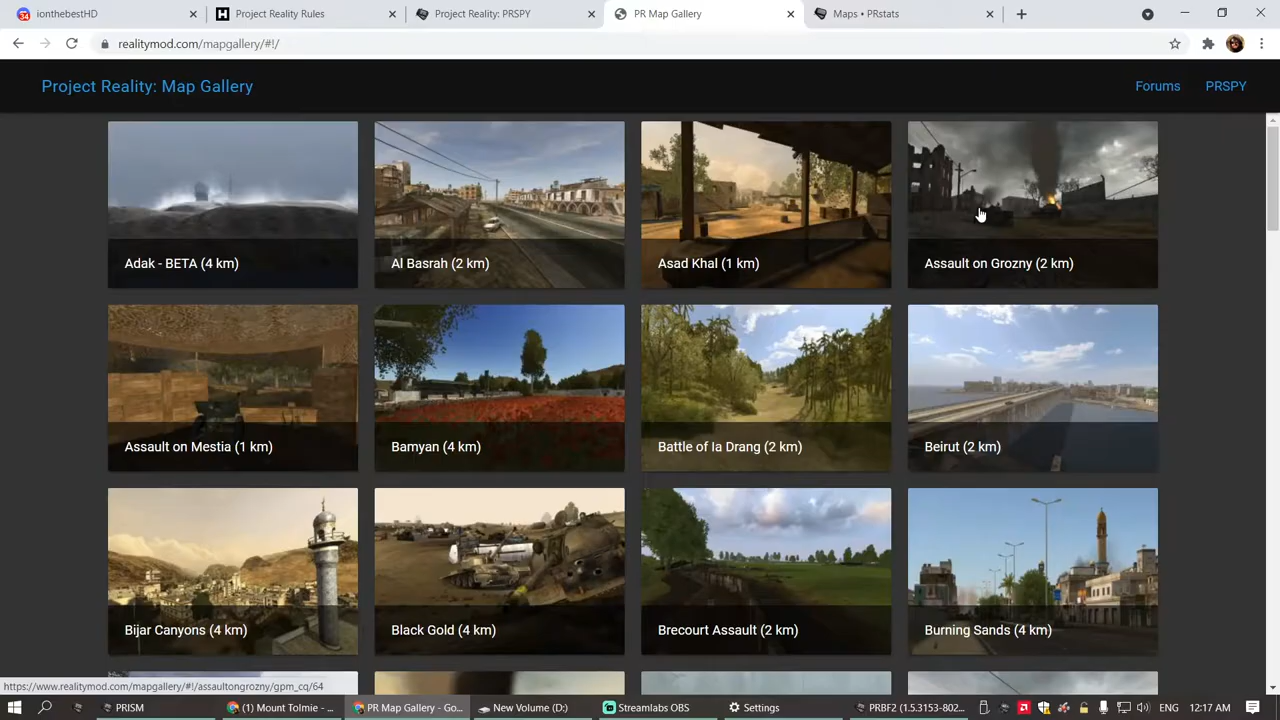 ionthebestHD
Project Reality Rules
Project Reality: PRSPY
PR Map Gallery
Maps • PRstats
realitymod.com/mapgallery/#!/
Project Reality: Map Gallery
Forums
PRSPY
Adak - BETA (4 km)
Al Basrah (2 km)
Asad Khal (1 km)
Assault on Grozny (2 km)
Assault on Mestia (1 km)
Bamyan (4 km)
Battle of Ia Drang (2 km)
Beirut (2 km)
Bijar Canyons (4 km)
Black Gold (4 km)
Brecourt Assault (2 km)
Burning Sands (4 km)
https://www.realitymod.com/mapgallery/#!/assaultongrozny/gpm_cq/64
PRISM
(1) Mount Tolmie - ...
PR Map Gallery - Go...
New Volume (D:)
Streamlabs OBS
Settings
PRBF2 (1.5.3153-802...
ENG
12:17 AM